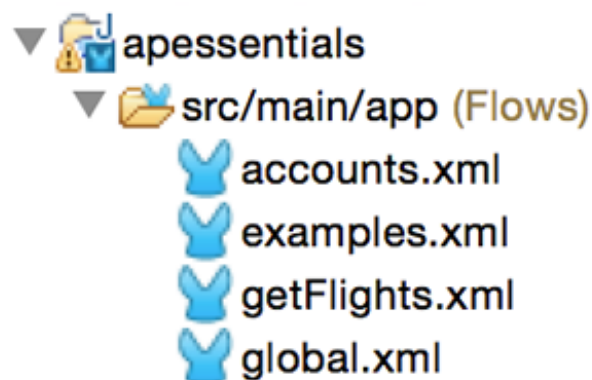 apessentials
src/main/app (Flows)
accounts.xml
examples.xml
getFlights.xml
global.xml